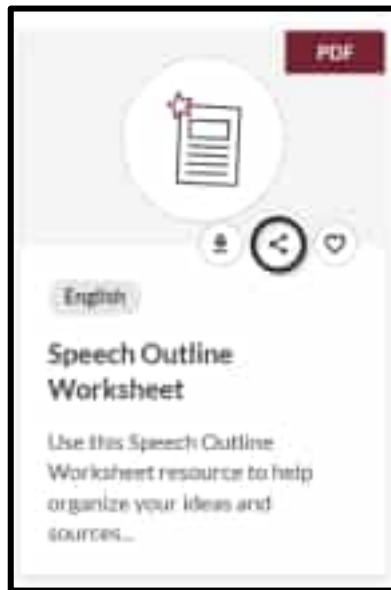 PDF
English
Speech Outline
Worksheet
Use this Speech Outline
Worksheet resource to help
organize your ideas and
sources...